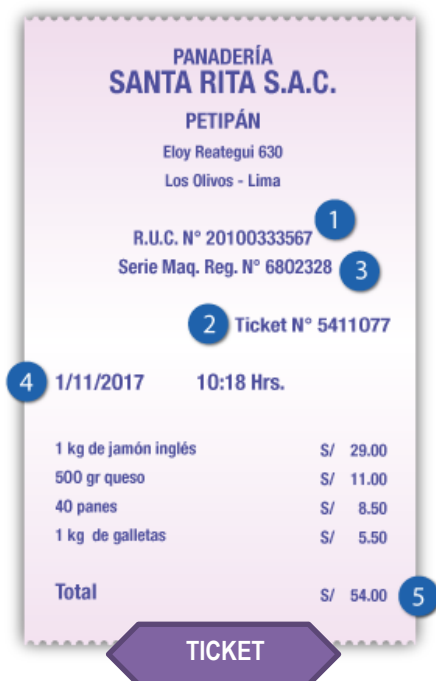 PANADERÍA
SANTA RITA S.A.C.
PETIPÁN
Eloy Reategui 630
Los Olivos - Lima
R.U.C. N° 20100333567 1
Serie Maq. Reg. N° 6802328 3
2 Ticket N° 5411077
4 1/11/2017 10:18 Hrs.
1 kg de jamón inglés S/ 29.00
500 gr queso S/ 11.00
40 panes S/ 8.50
1 kg de galletas S/ 5.50
Total S/ 54.00 5
TICKET